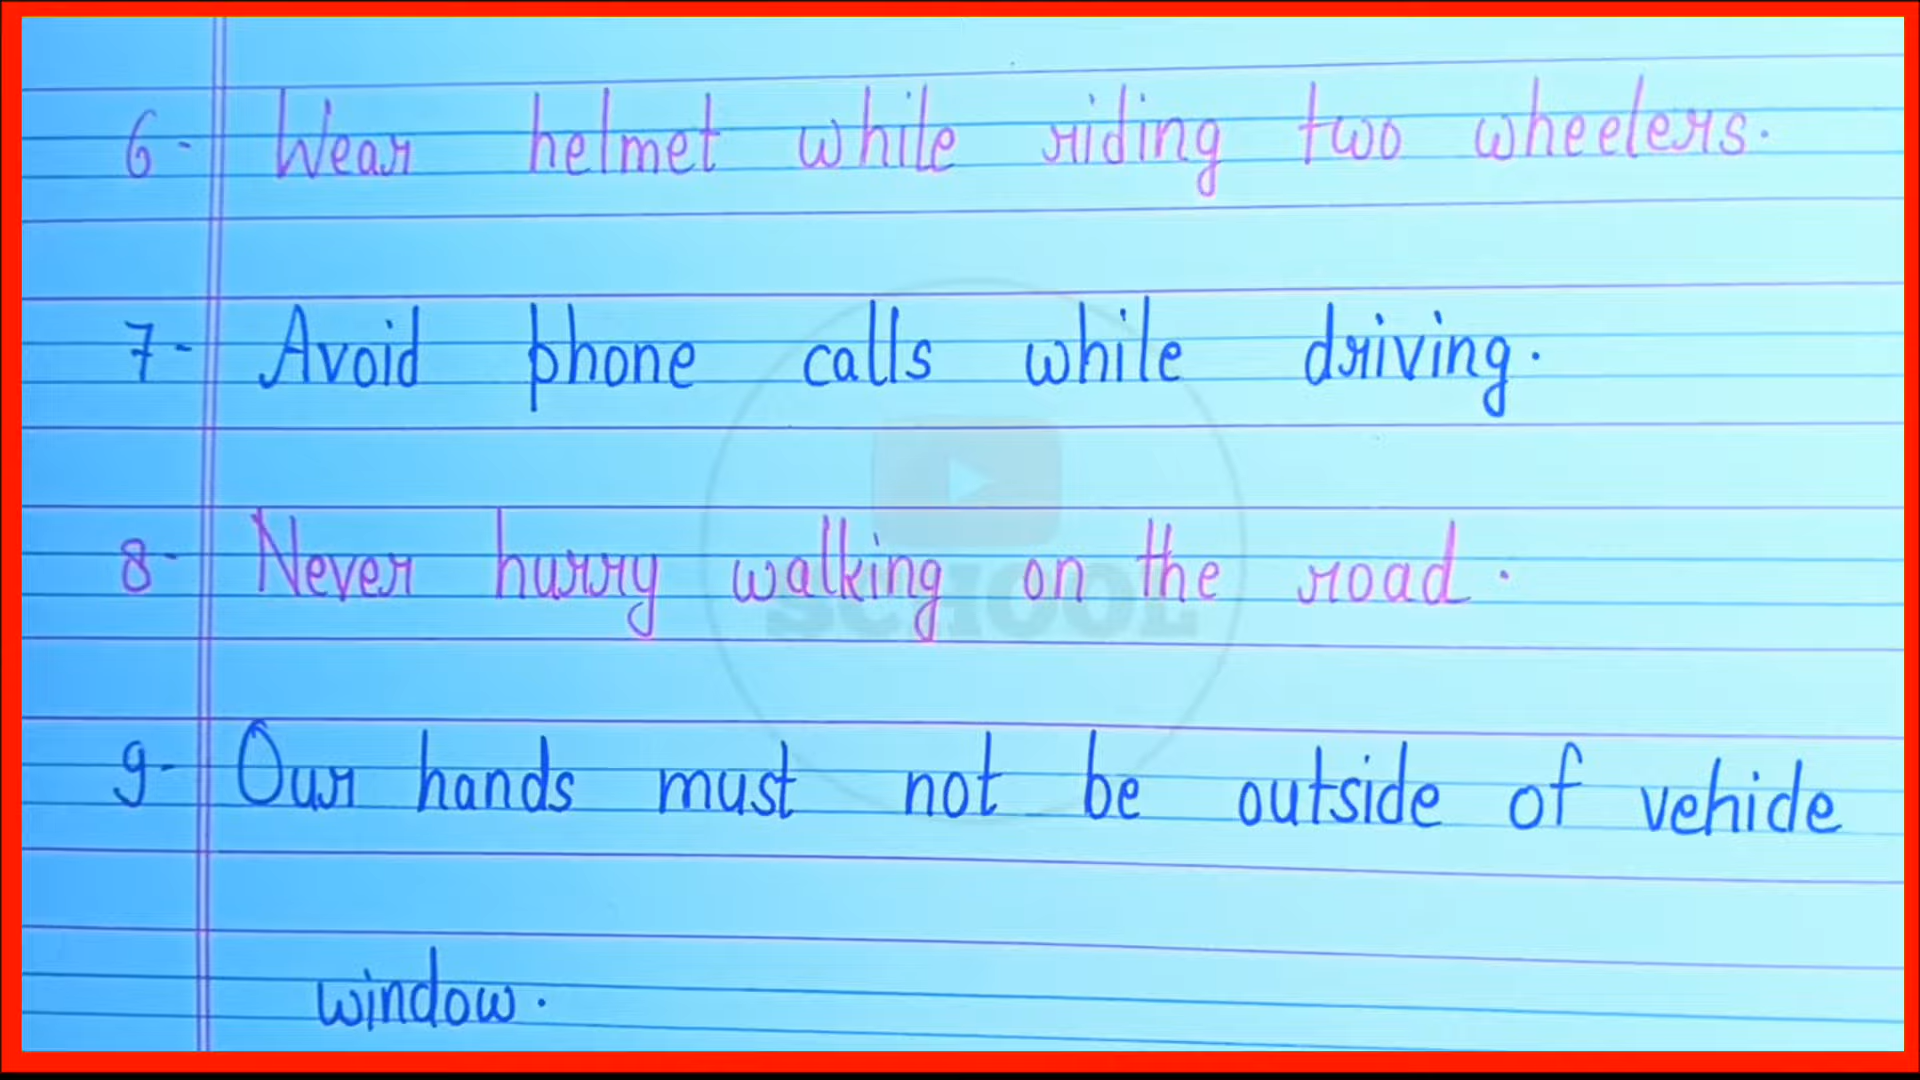 6- Wear helmet while riding two wheelers.
7- Avoid phone calls while driving.
8- Never hurry walking on the road.
SCHOOL
9- Our hands must not be outside of vehicle
window.